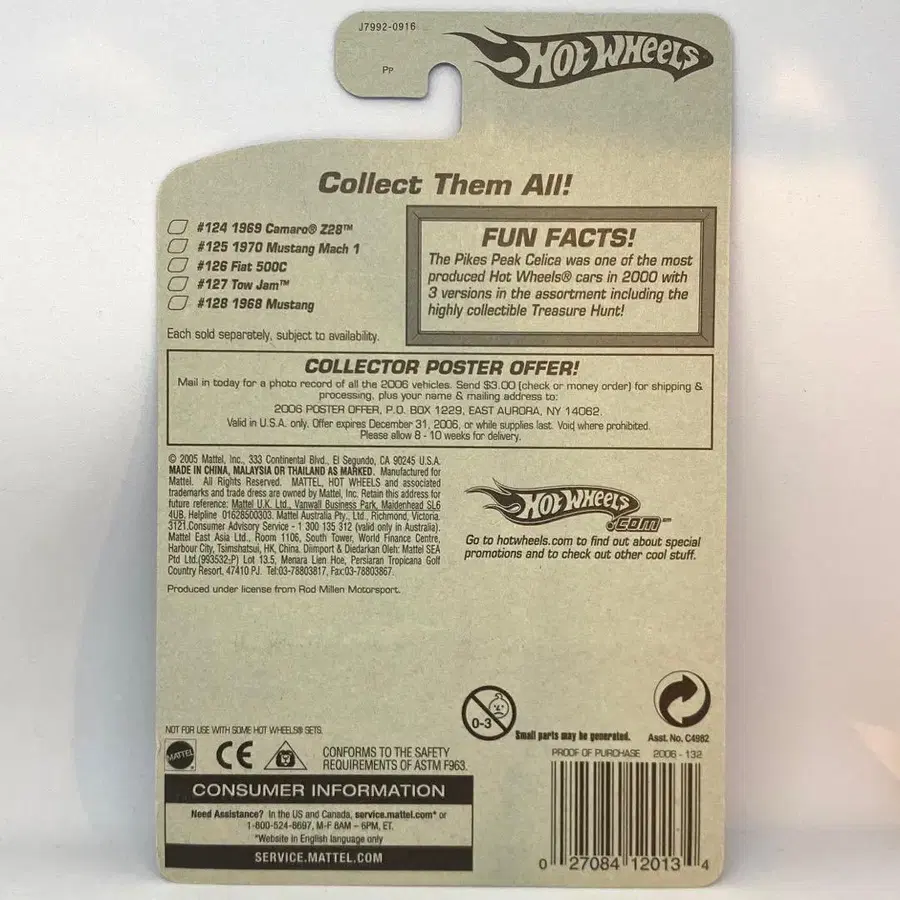 J7992-0916
PP
HOT WHEELS
Collect Them All!
#124 1969 Camaro® Z28™
#125 1970 Mustang Mach 1
#126 Fiat 500C
#127 Tow Jam™
#128 1968 Mustang
Each sold separately, subject to availability.
FUN FACTS!
The Pikes Peak Celica was one of the most
produced Hot Wheels® cars in 2000 with
3 versions in the assortment including the
highly collectible Treasure Hunt!
COLLECTOR POSTER OFFER!
Mail in today for a photo record of all the 2006 vehicles. Send $3.00 (check or money order) for shipping &
processing, plus your name & mailing address to:
2006 POSTER OFFER, P.O. BOX 1229, EAST AURORA, NY 14062.
Valid in U.S.A. only. Offer expires December 31, 2006, or while supplies last. Void where prohibited.
Please allow 8 - 10 weeks for delivery.
© 2005 Mattel, Inc., 333 Continental Blvd., El Segundo, CA 90245 U.S.A.
MADE IN CHINA, MALAYSIA OR THAILAND AS MARKED. Manufactured for
Mattel. All Rights Reserved. MATTEL, HOT WHEELS and associated
trademarks and trade dress are owned by Mattel, Inc. Retain this address for
future reference: Mattel U.K. Ltd., Vanwall Business Park, Maidenhead SL6
4UB. Helpline 01628500303. Mattel Australia Pty., Ltd., Richmond, Victoria.
3121.Consumer Advisory Service - 1 300 135 312 (valid only in Australia).
Mattel East Asia Ltd., Room 1106, South Tower, World Finance Centre,
Harbour City, Tsimshatsui, HK, China. Diimport & Diedarkan Oleh: Mattel SEA
Ptd Ltd.(993532-P) Lot 13.5, Menara Lien Hoe, Persiaran Tropicana Golf
Country Resort, 47410 PJ. Tel:03-78803817, Fax:03-78803867.
Produced under license from Rod Millen Motorsport.
HOT WHEELS
.COM™
Go to hotwheels.com to find out about special
promotions and to check out other cool stuff.
NOT FOR USE WITH SOME HOT WHEELS® SETS.
0-3
Small parts may be generated.
Asst. No. C4982
MATTEL
CE
CONFORMS TO THE SAFETY
REQUIREMENTS OF ASTM F963.
PROOF OF PURCHASE 2006 - 132
CONSUMER INFORMATION
Need Assistance? In the US and Canada, service.mattel.com* or
1-800-524-8697, M-F 8AM – 6PM, ET.
*Website in English language only
SERVICE.MATTEL.COM
0 27084 12013 4